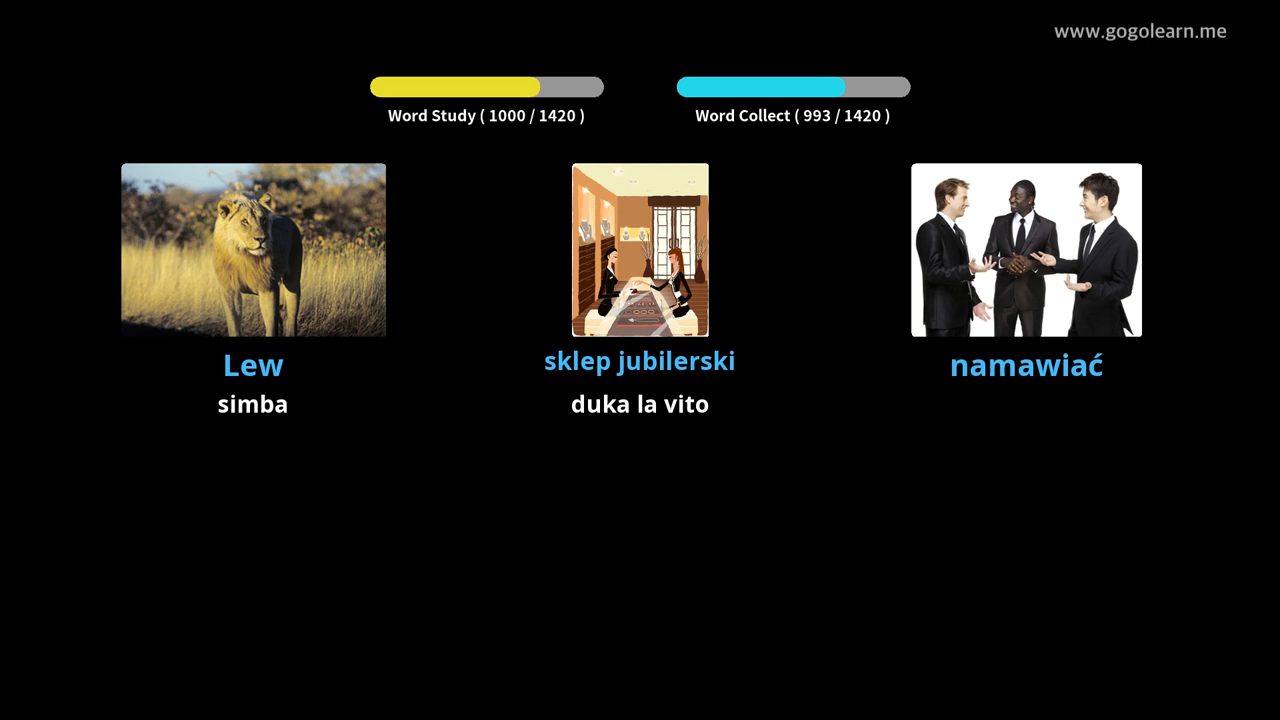 www.gogolearn.me
Word Study ( 1000 / 1420 )
Word Collect ( 993 / 1420 )
Lew
simba
sklep jubilerski
duka la vito
namawiać